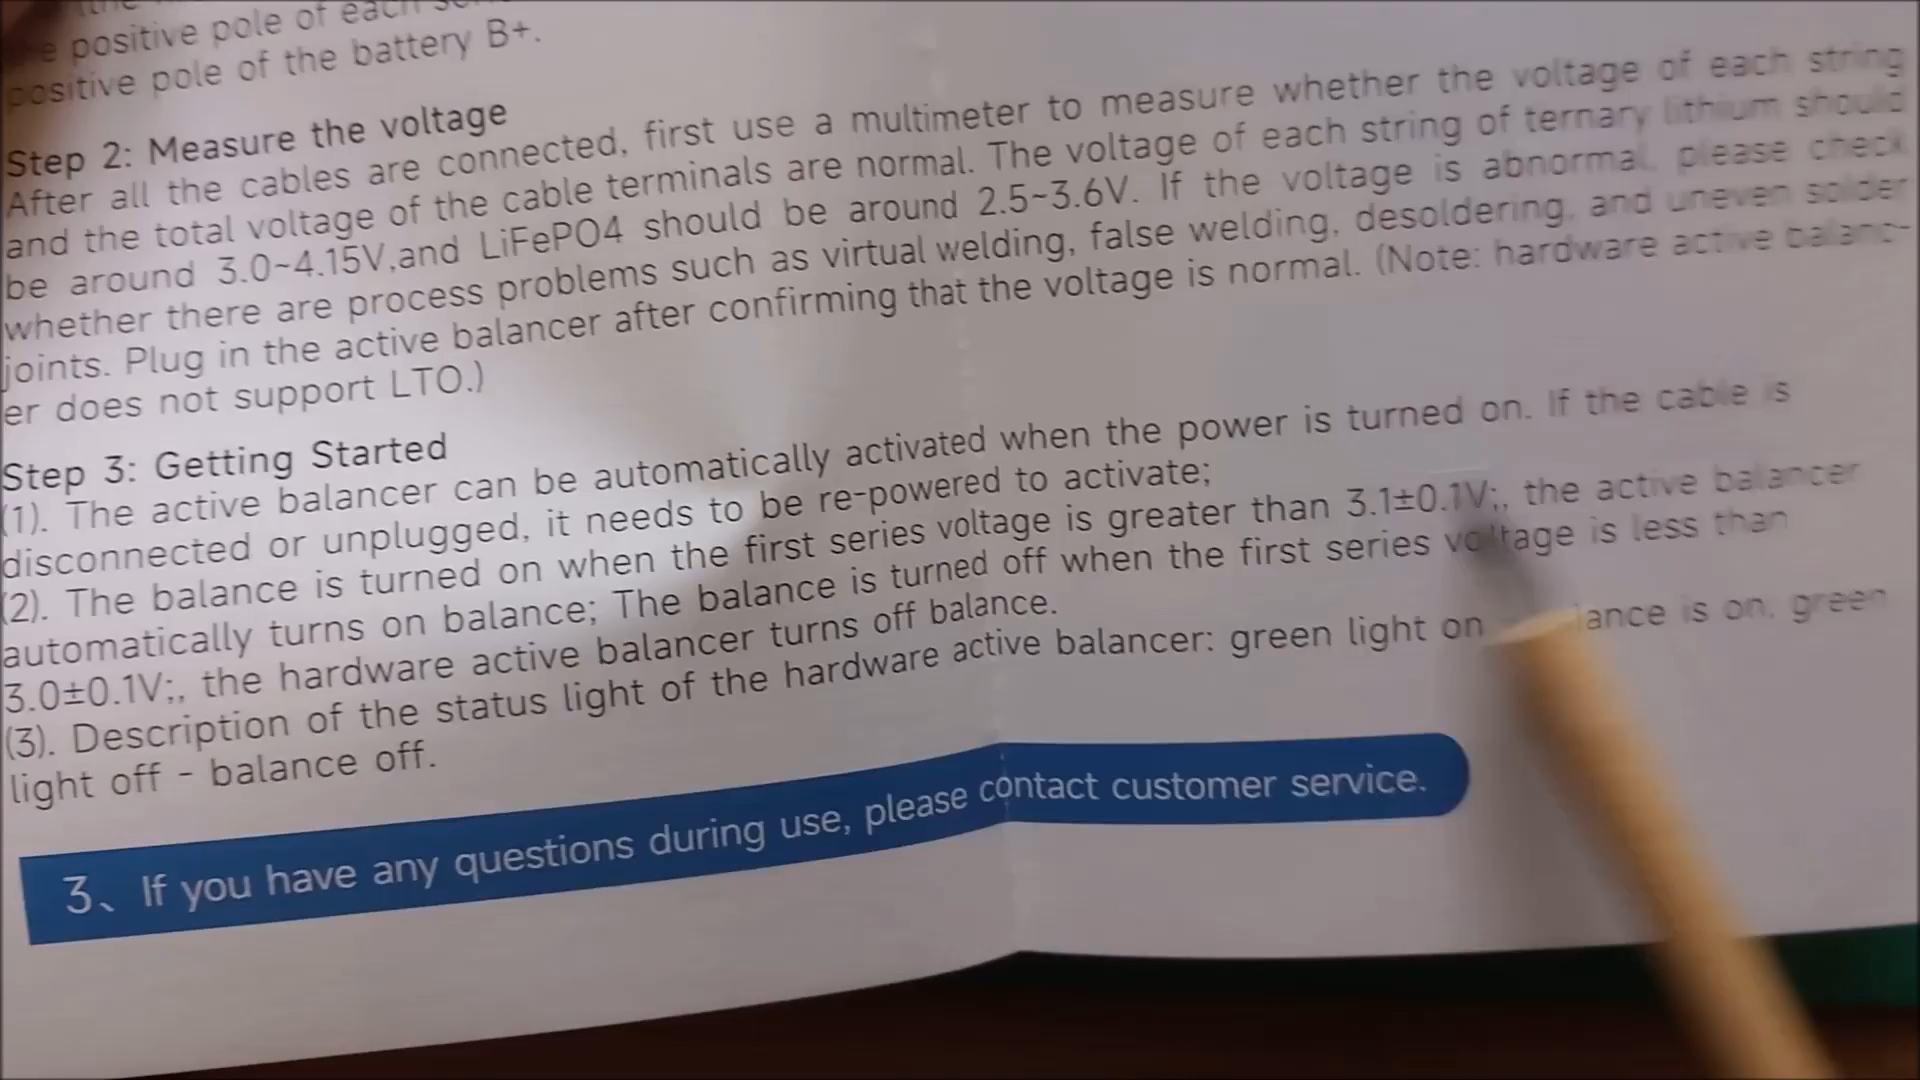 positive pole of each
positive pole of the battery B+.
Step 2: Measure the voltage
After all the cables are connected, first use a multimeter to measure whether the voltage of each string
and the total voltage of the cable terminals are normal. The voltage of each string of ternary lithium should
be around 3.0~4.15V,and LiFePO4 should be around 2.5~3.6V. If the voltage is abnormal, please check
whether there are process problems such as virtual welding, false welding, desoldering, and uneven solder
joints. Plug in the active balancer after confirming that the voltage is normal. (Note: hardware active balanc-
er does not support LTO.)
Step 3: Getting Started
(1). The active balancer can be automatically activated when the power is turned on. If the cable is
disconnected or unplugged, it needs to be re-powered to activate;
(2). The balance is turned on when the first series voltage is greater than 3.1±0.1V;, the active balancer
automatically turns on balance; The balance is turned off when the first series voltage is less than
3.0±0.1V;, the hardware active balancer turns off balance.
(3). Description of the status light of the hardware active balancer: green light on is on, green
light off - balance off.
3、If you have any questions during use, please contact customer service.